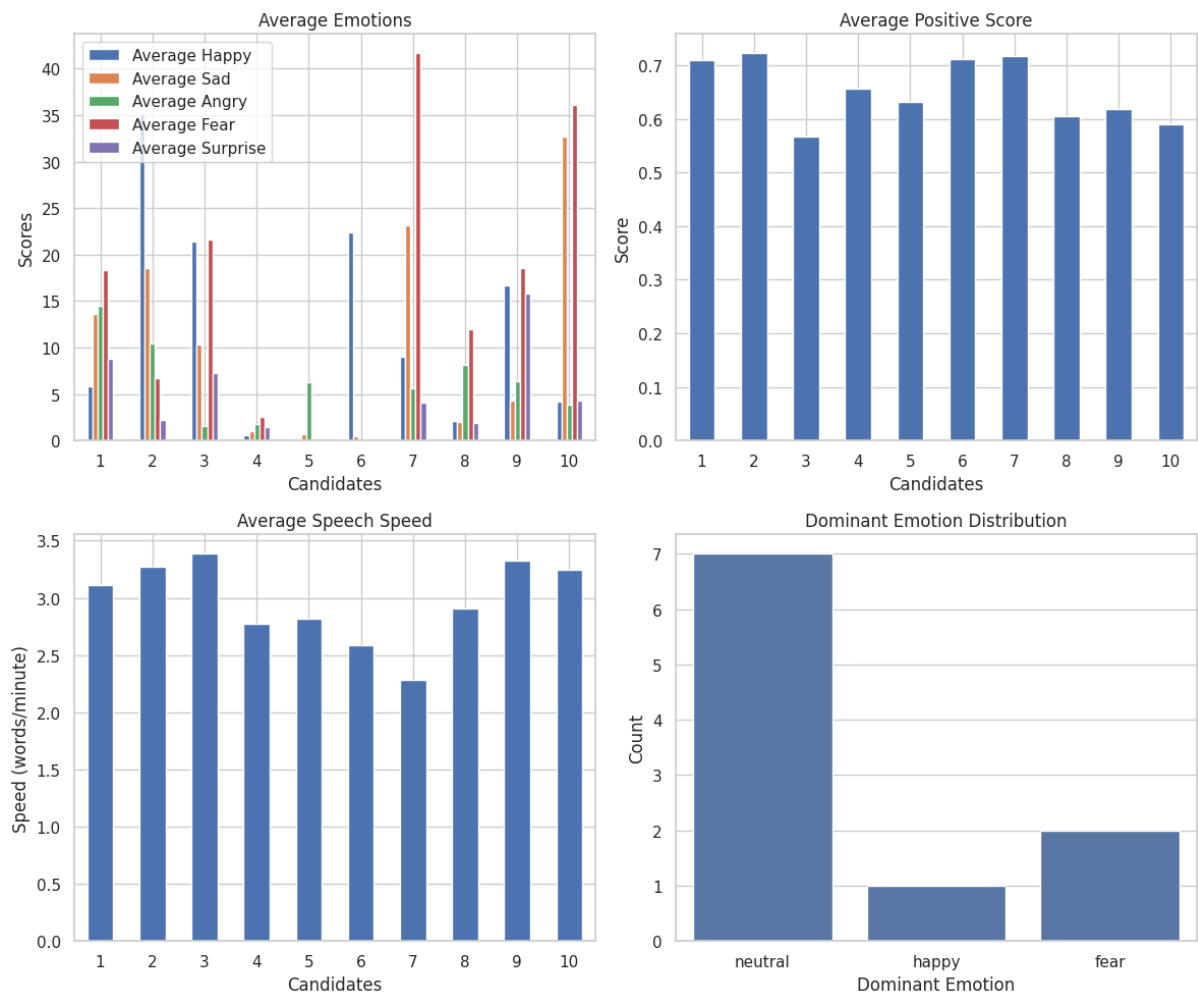 Average Emotions
Average Happy
Average Sad
Average Angry
Average Fear
Average Surprise
Scores
40
35
30
25
20
15
10
5
0
1 2 3 4 5 6 7 8 9 10
Candidates
Average Positive Score
Score
0.7
0.6
0.5
0.4
0.3
0.2
0.1
0.0
1 2 3 4 5 6 7 8 9 10
Candidates
Average Speech Speed
Speed (words/minute)
3.5
3.0
2.5
2.0
1.5
1.0
0.5
0.0
1 2 3 4 5 6 7 8 9 10
Candidates
Dominant Emotion Distribution
Count
7
6
5
4
3
2
1
0
neutral happy fear
Dominant Emotion